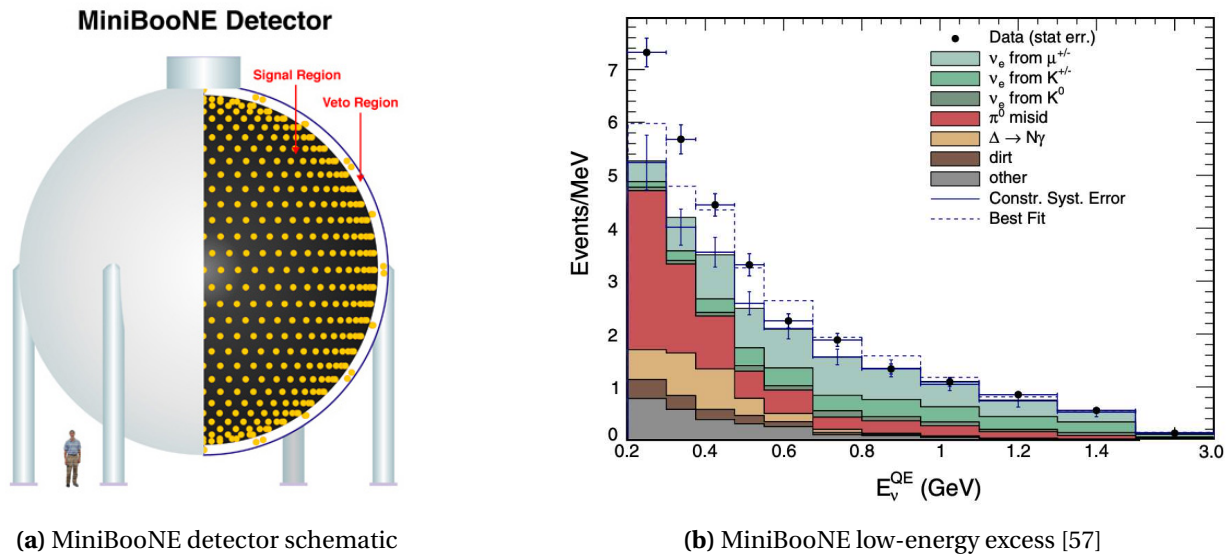 MiniBooNE Detector
Signal Region
Veto Region
(a) MiniBooNE detector schematic
Events/MeV
7
6
5
4
3
2
1
0
0.2
0.4
0.6
0.8
1.0
1.2
1.4
3.0
E_ν^QE (GeV)
Data (stat err.)
ν_e from μ^+/-
ν_e from K^+/-
ν_e from K^0
π^0 misid
Δ → Nγ
dirt
other
Constr. Syst. Error
Best Fit
(b) MiniBooNE low-energy excess [57]